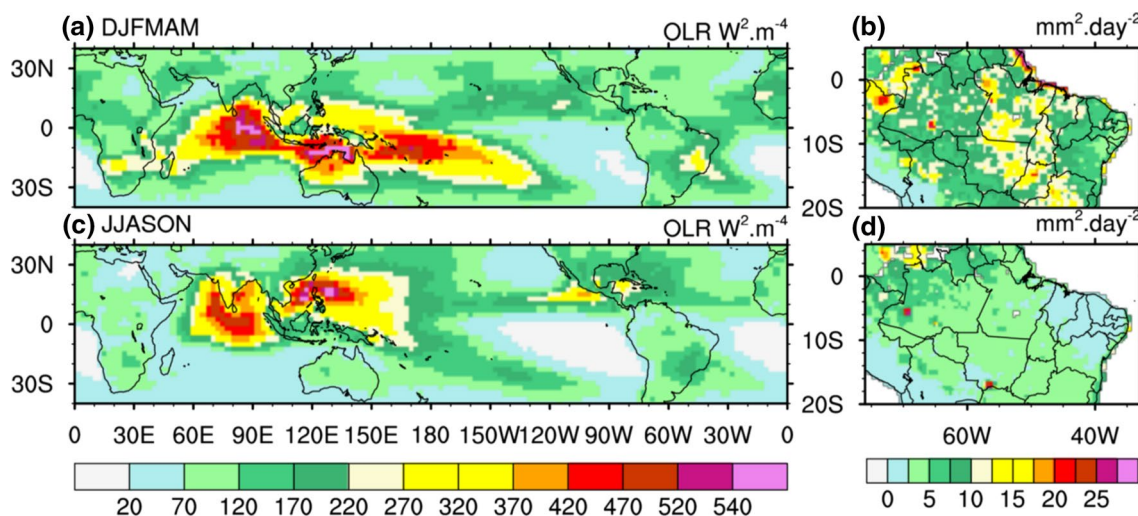 (a) DJFMAM OLR W².m⁻⁴
30N
0
30S
(b) mm².day⁻²
0
10S
20S
(c) JJASON OLR W².m⁻⁴
30N
0
30S
0 30E 60E 90E 120E 150E 180 150W 120W 90W 60W 30W 0
(d) mm².day⁻²
0
10S
20S
60W 40W
20 70 120 170 220 270 320 370 420 470 520 540
0 5 10 15 20 25